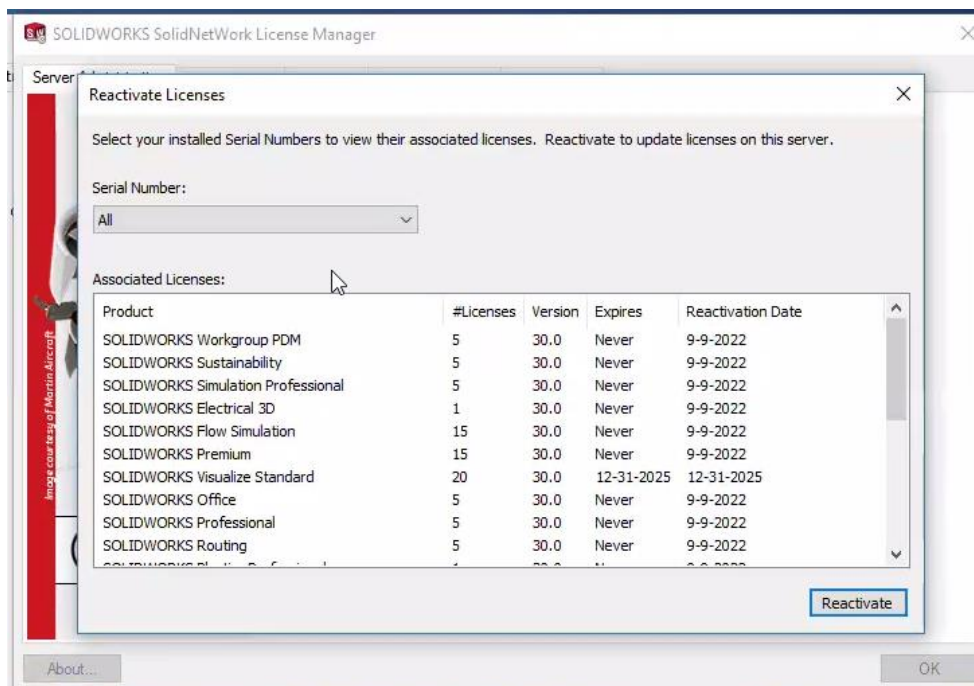 SOLIDWORKS SolidNetWork License Manager
Server
Reactivate Licenses
Select your installed Serial Numbers to view their associated licenses. Reactivate to update licenses on this server.
Serial Number:
All
Associated Licenses:
Product #Licenses Version Expires Reactivation Date
SOLIDWORKS Workgroup PDM 5 30.0 Never 9-9-2022
SOLIDWORKS Sustainability 5 30.0 Never 9-9-2022
SOLIDWORKS Simulation Professional 5 30.0 Never 9-9-2022
SOLIDWORKS Electrical 3D 1 30.0 Never 9-9-2022
SOLIDWORKS Flow Simulation 15 30.0 Never 9-9-2022
SOLIDWORKS Premium 15 30.0 Never 9-9-2022
SOLIDWORKS Visualize Standard 20 30.0 12-31-2025 12-31-2025
SOLIDWORKS Office 5 30.0 Never 9-9-2022
SOLIDWORKS Professional 5 30.0 Never 9-9-2022
SOLIDWORKS Routing 5 30.0 Never 9-9-2022
Reactivate
Image courtesy of Martin Aircraft
About...
OK